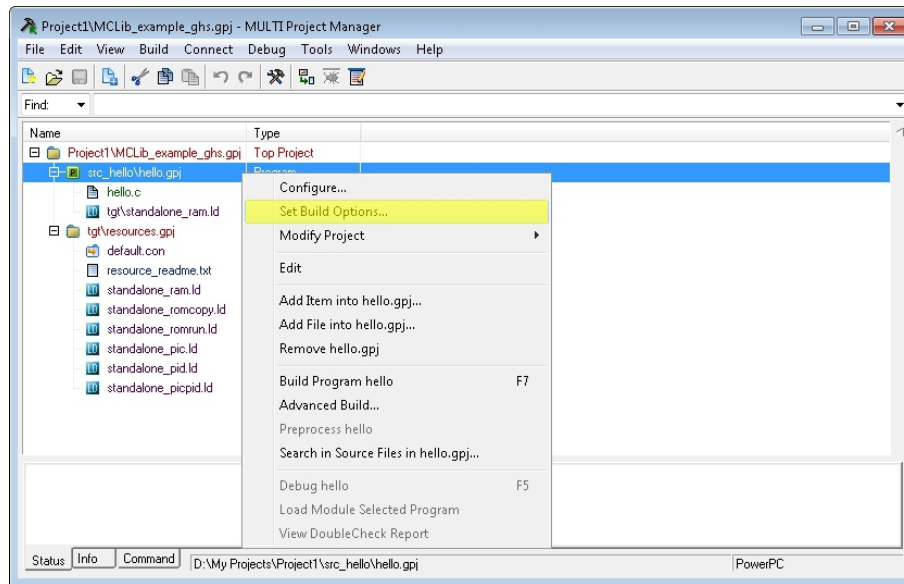 Project1\MCLib_example_ghs.gpj - MULTI Project Manager
File Edit View Build Connect Debug Tools Windows Help
Find:
Name Type
Project1\MCLib_example_ghs.gpj Top Project
src_hello\hello.gpj Program
hello.c
tgt\standalone_ram.ld
tgt\resources.gpj
default.con
resource_readme.txt
standalone_ram.ld
standalone_romcopy.ld
standalone_romrun.ld
standalone_pic.ld
standalone_pid.ld
standalone_picpid.ld
Configure...
Set Build Options...
Modify Project
Edit
Add Item into hello.gpj...
Add File into hello.gpj...
Remove hello.gpj
Build Program hello F7
Advanced Build...
Preprocess hello
Search in Source Files in hello.gpj...
Debug hello F5
Load Module Selected Program
View DoubleCheck Report
Status Info Command D:\My Projects\Project1\src_hello\hello.gpj PowerPC